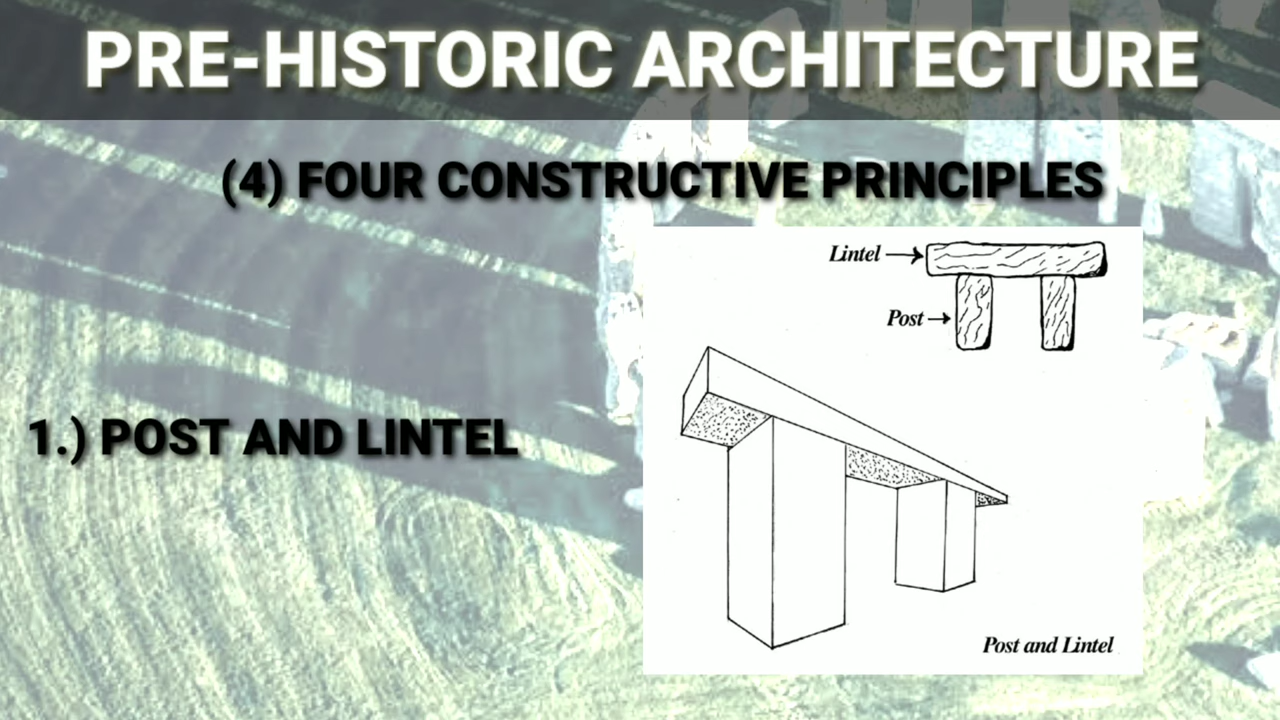 PRE-HISTORIC ARCHITECTURE
(4) FOUR CONSTRUCTIVE PRINCIPLES
Lintel
Post
1.) POST AND LINTEL
Post and Lintel